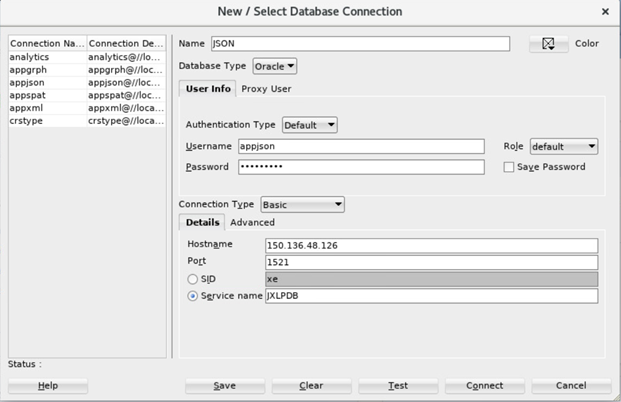 New / Select Database Connection
Connection Na... Connection De...
analytics analytics@//lo...
appgrph appgrph@//loc...
appjson appjson@//loc...
appspat appspat@//loc...
appxml appxml@//loca...
crstype crstype@//loca...
Name JSON Color
Database Type Oracle
User Info Proxy User
Authentication Type Default
Username appjson Role default
Password ••••••••• Save Password
Connection Type Basic
Details Advanced
Hostname 150.136.48.126
Port 1521
SID xe
Service name JXLPDB
Status :
Help Save Clear Test Connect Cancel